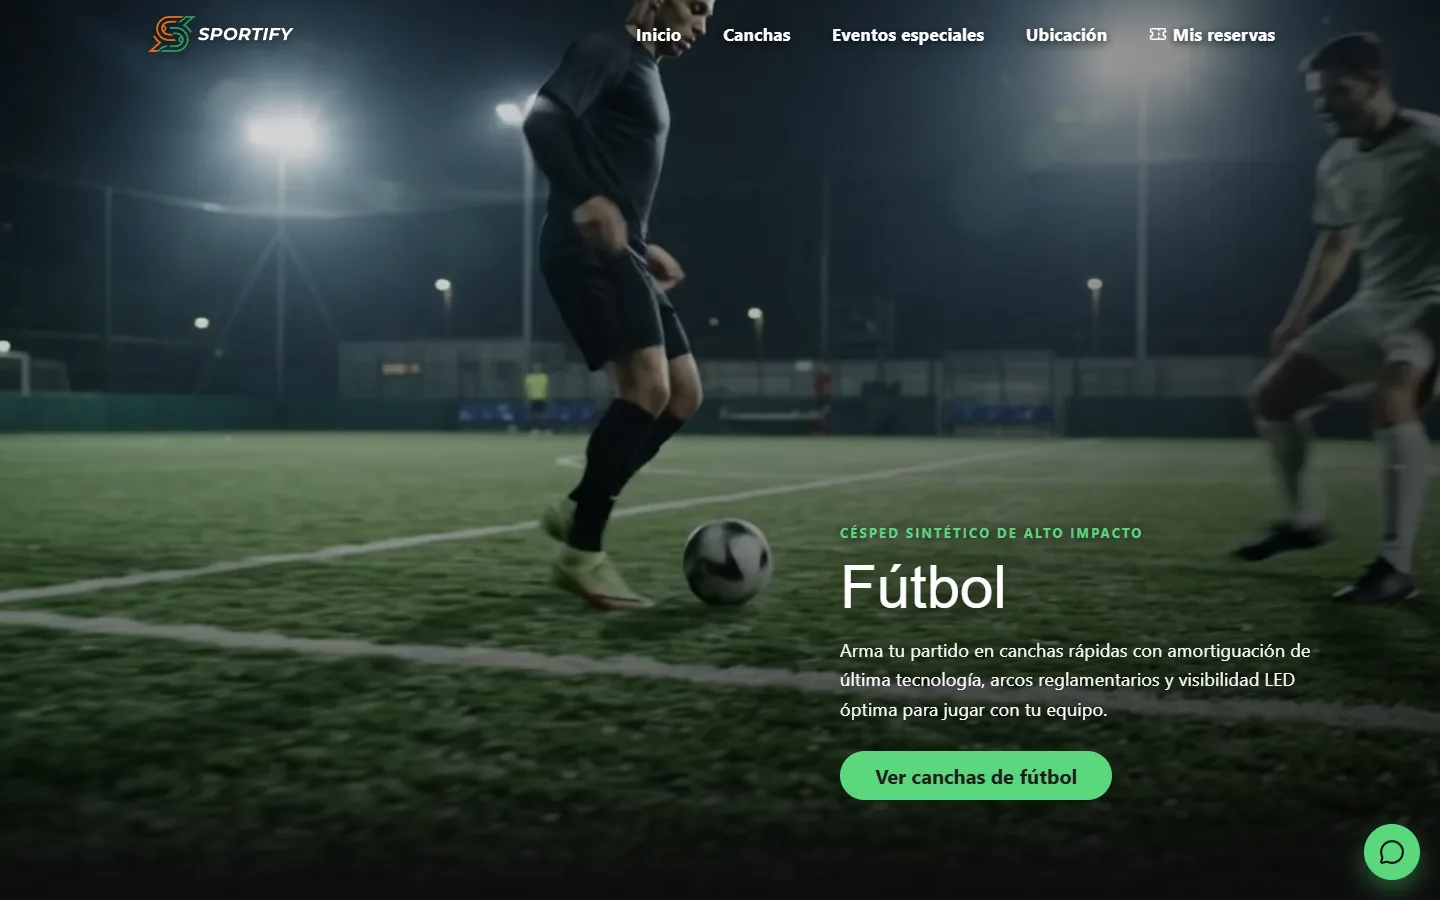 SPORTIFY
Inicio
Canchas
Eventos especiales
Ubicación
Mis reservas
CÉSPED SINTÉTICO DE ALTO IMPACTO
Fútbol
Arma tu partido en canchas rápidas con amortiguación de
última tecnología, arcos reglamentarios y visibilidad LED
óptima para jugar con tu equipo.
Ver canchas de fútbol